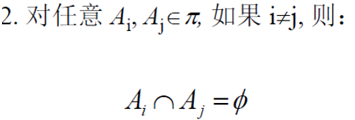 2. 对任意 Ai, Aj∈π, 如果 i≠j, 则：
Ai ∩ Aj = ϕ